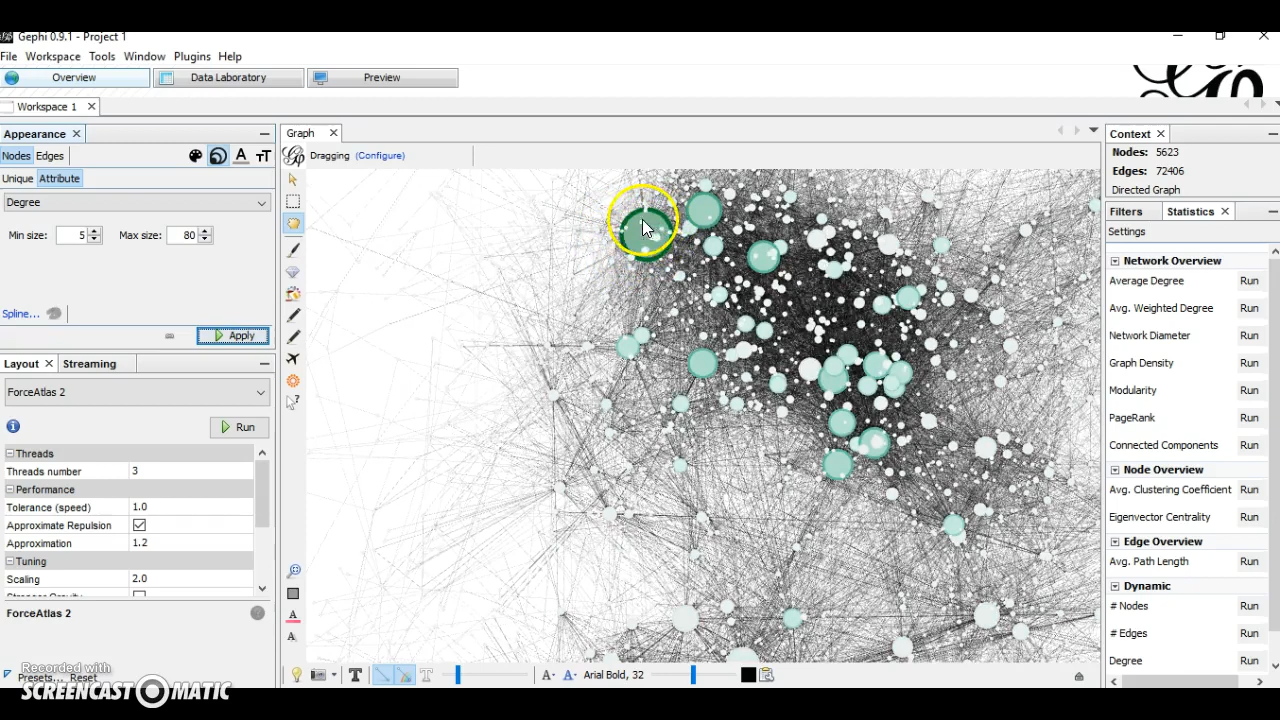 Gephi 0.9.1 - Project 1
File Workspace Tools Window Plugins Help
Overview Data Laboratory Preview
Workspace 1
Appearance
Nodes Edges
Unique Attribute
Degree
Min size: 5 Max size: 80
Spline...
Apply
Layout Streaming
ForceAtlas 2
Run
Threads
Threads number 3
Performance
Tolerance (speed) 1.0
Approximate Repulsion
Approximation 1.2
Tuning
Scaling 2.0
ForceAtlas 2
Presets... Reset
Recorded with
SCREENCAST-O-MATIC
Graph
Dragging (Configure)
Arial Bold, 32
Context
Nodes: 5623
Edges: 72406
Directed Graph
Filters Statistics
Settings
Network Overview
Average Degree Run
Avg. Weighted Degree Run
Network Diameter Run
Graph Density Run
Modularity Run
PageRank Run
Connected Components Run
Node Overview
Avg. Clustering Coefficient Run
Eigenvector Centrality Run
Edge Overview
Avg. Path Length Run
Dynamic
# Nodes Run
# Edges Run
Degree Run